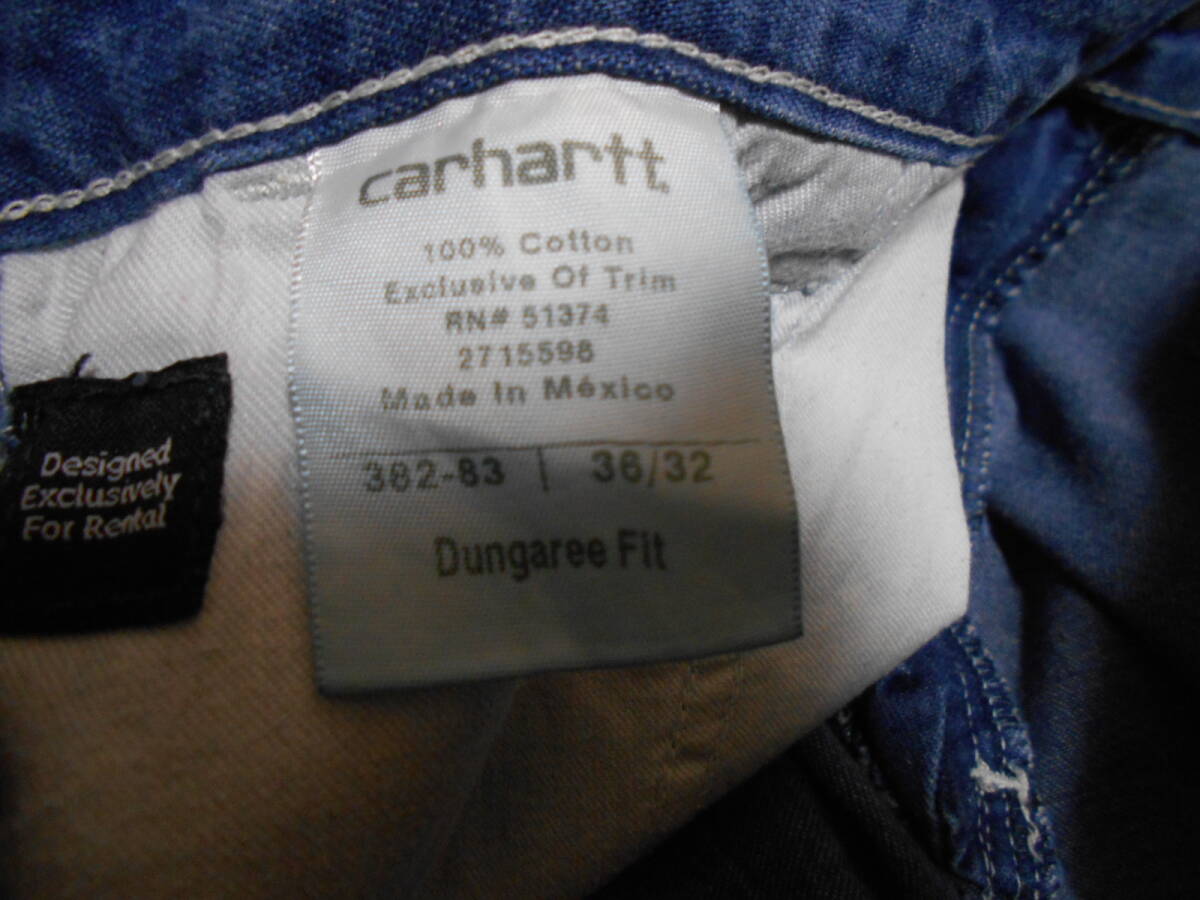 carhartt
100% Cotton
Exclusive Of Trim
RN# 51374
2715598
Made In México
382-83 | 36/32
Dungaree Fit
Designed
Exclusively
For Rental